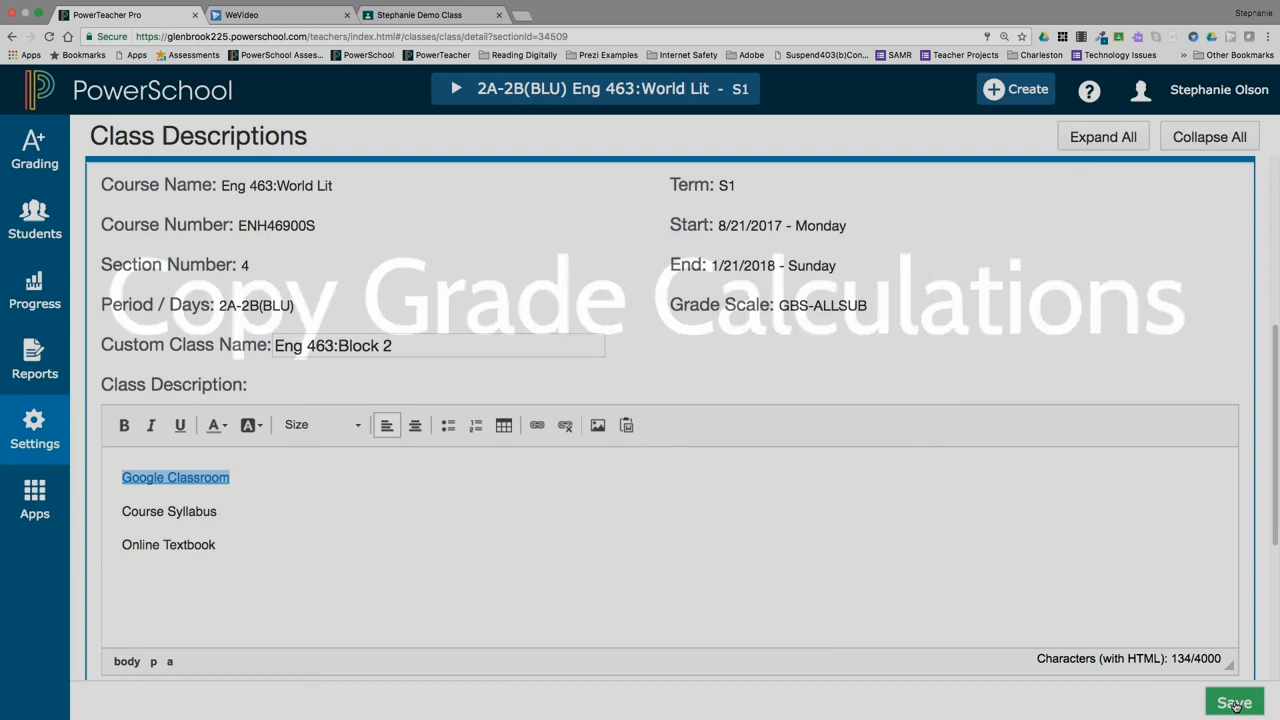 PowerTeacher Pro
WeVideo
Stephanie Demo Class
Stephanie
Secure https://glenbrook225.powerschool.com/teachers/index.html#/classes/class/detail?sectionId=34509
Apps Bookmarks Apps Assessments PowerSchool Asses... PowerSchool PowerTeacher Reading Digitally Prezi Examples Internet Safety Adobe Suspend403(b)Con... SAMR Teacher Projects Charleston Technology Issues » Other Bookmarks
PowerSchool
2A-2B(BLU) Eng 463:World Lit - S1
Create
Stephanie Olson
Grading
Students
Progress
Reports
Settings
Apps
Class Descriptions
Expand All
Collapse All
Course Name: Eng 463:World Lit
Term: S1
Course Number: ENH46900S
Start: 8/21/2017 - Monday
Section Number: 4
End: 1/21/2018 - Sunday
Copy Grade Calculations
Period / Days: 2A-2B(BLU)
Grade Scale: GBS-ALLSUB
Custom Class Name: Eng 463:Block 2
Class Description:
B I U A A Size
Google Classroom
Course Syllabus
Online Textbook
body p a
Characters (with HTML): 134/4000
Save